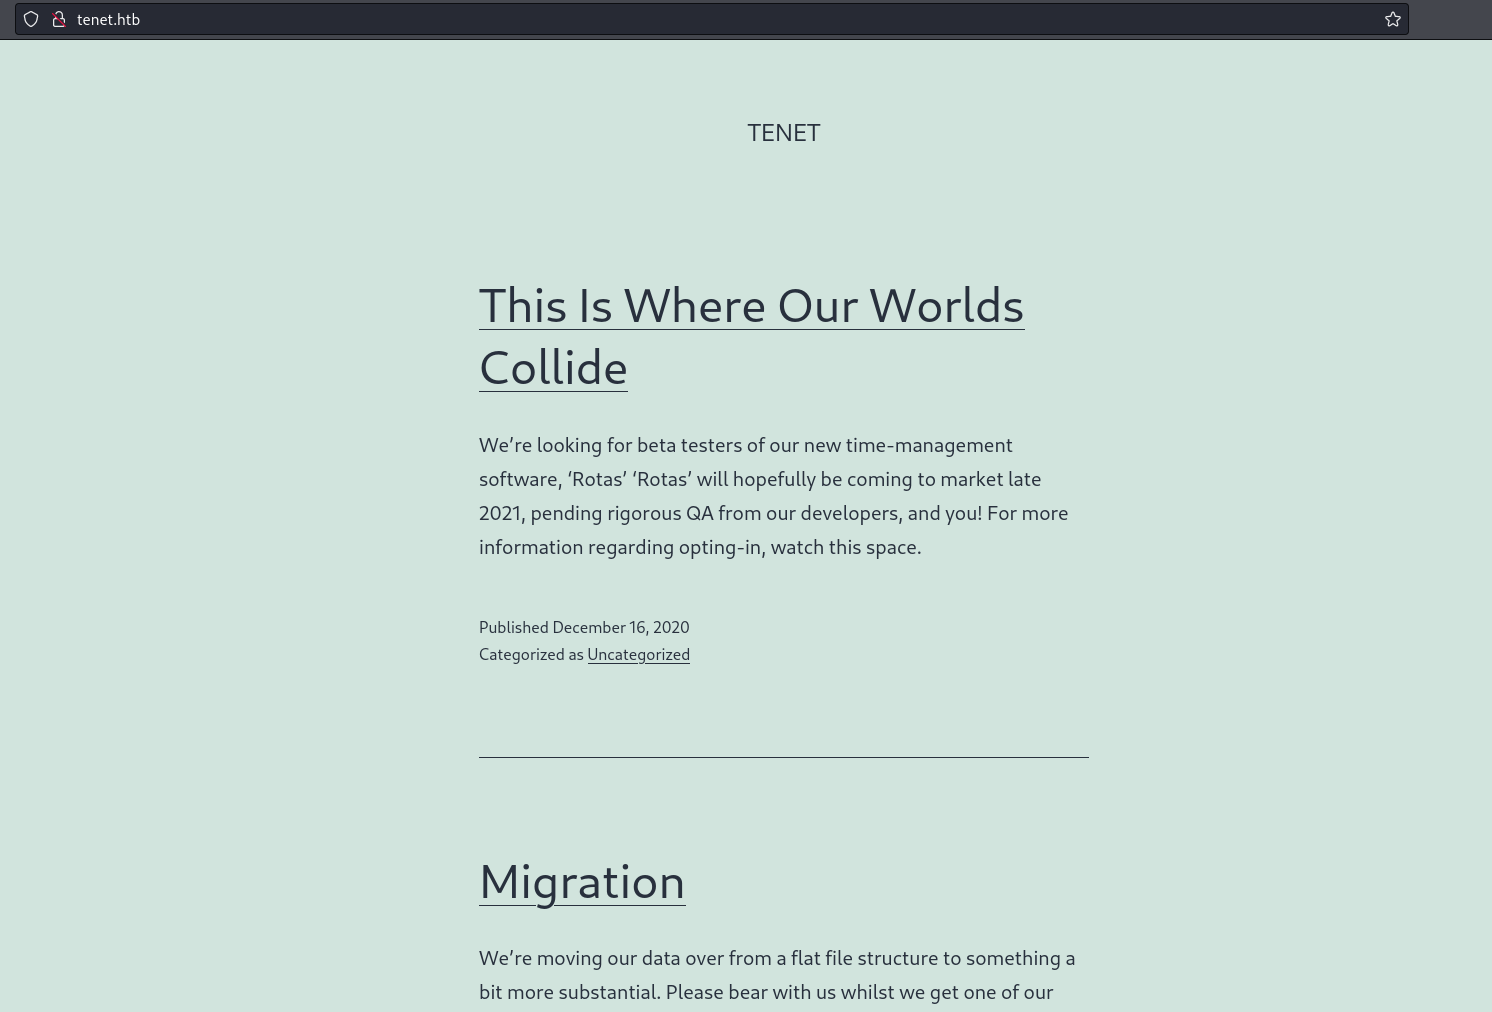 tenet.htb
TENET
This Is Where Our Worlds
Collide
We’re looking for beta testers of our new time-management
software, ‘Rotas’ ‘Rotas’ will hopefully be coming to market late
2021, pending rigorous QA from our developers, and you! For more
information regarding opting-in, watch this space.
Published December 16, 2020
Categorized as Uncategorized
Migration
We’re moving our data over from a flat file structure to something a
bit more substantial. Please bear with us whilst we get one of our